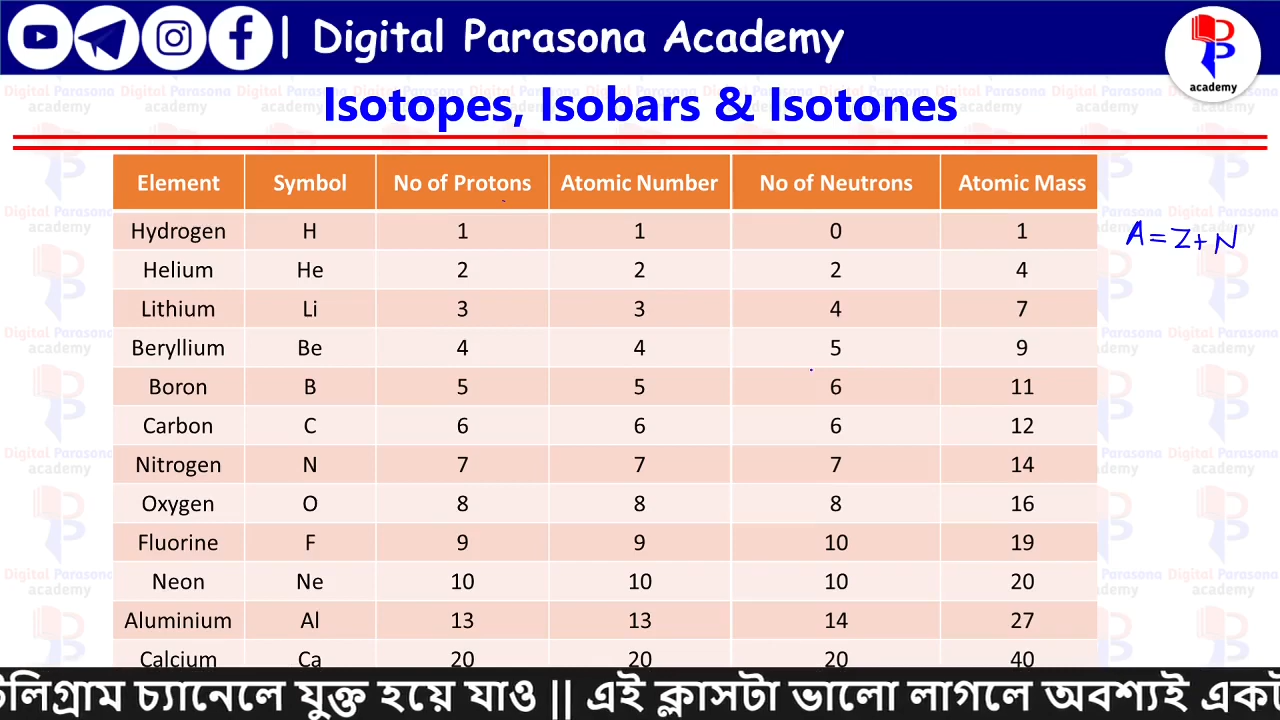 | Digital Parasona Academy
academy
Isotopes, Isobars & Isotones
Element Symbol No of Protons Atomic Number No of Neutrons Atomic Mass
Hydrogen H 1 1 0 1
A=Z+N
Helium He 2 2 2 4
Lithium Li 3 3 4 7
Beryllium Be 4 4 5 9
Boron B 5 5 6 11
Carbon C 6 6 6 12
Nitrogen N 7 7 7 14
Oxygen O 8 8 8 16
Fluorine F 9 9 10 19
Neon Ne 10 10 10 20
Aluminium Al 13 13 14 27
Calcium Ca 20 20 20 40
চ্যানেলে যুক্ত হয়ে যাও || এই ক্লাসটা ভালো লাগলে অবশ্যই